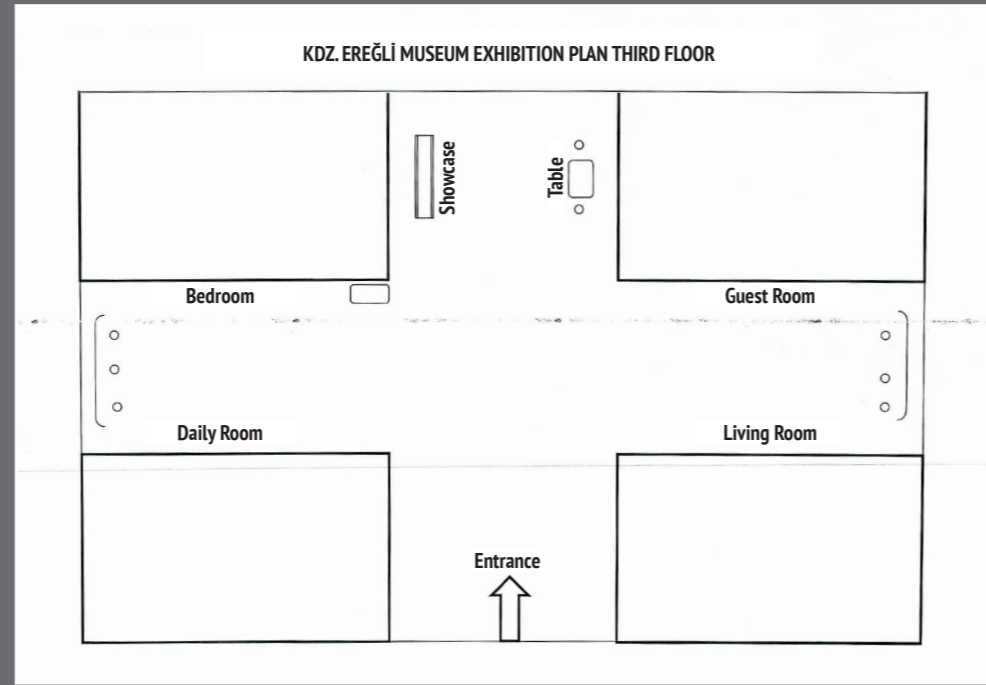 KDZ. EREĞLİ MUSEUM EXHIBITION PLAN THIRD FLOOR
Showcase
Table
Bedroom
Guest Room
Daily Room
Living Room
Entrance